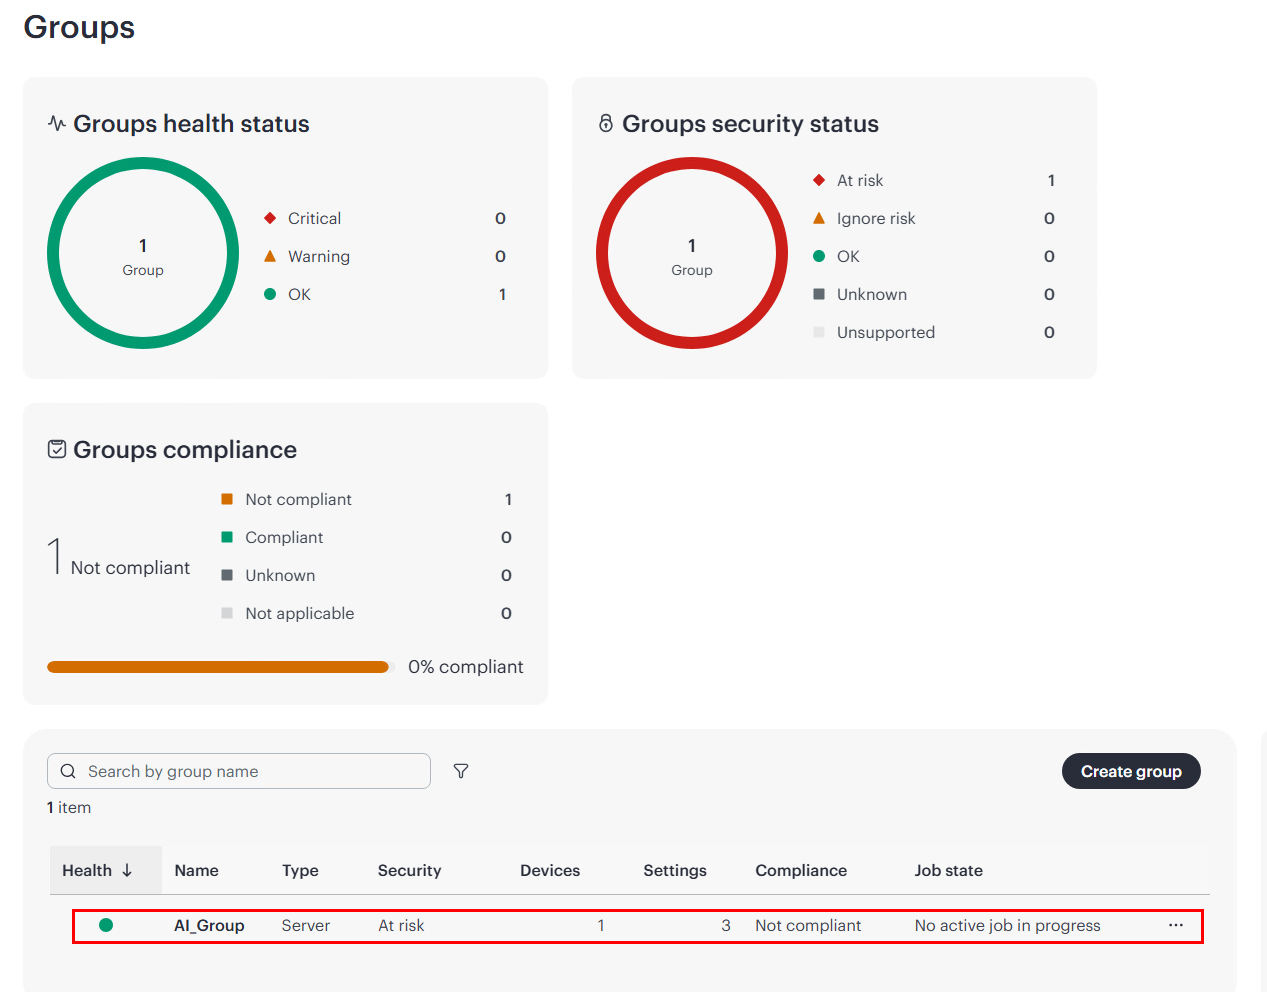 Groups
Groups health status
1
Group
Critical 0
Warning 0
OK 1
Groups security status
1
Group
At risk 1
Ignore risk 0
OK 0
Unknown 0
Unsupported 0
Groups compliance
1 Not compliant
Not compliant 1
Compliant 0
Unknown 0
Not applicable 0
0% compliant
Search by group name
Create group
1 item
Health Name Type Security Devices Settings Compliance Job state
AI_Group Server At risk 1 3 Not compliant No active job in progress